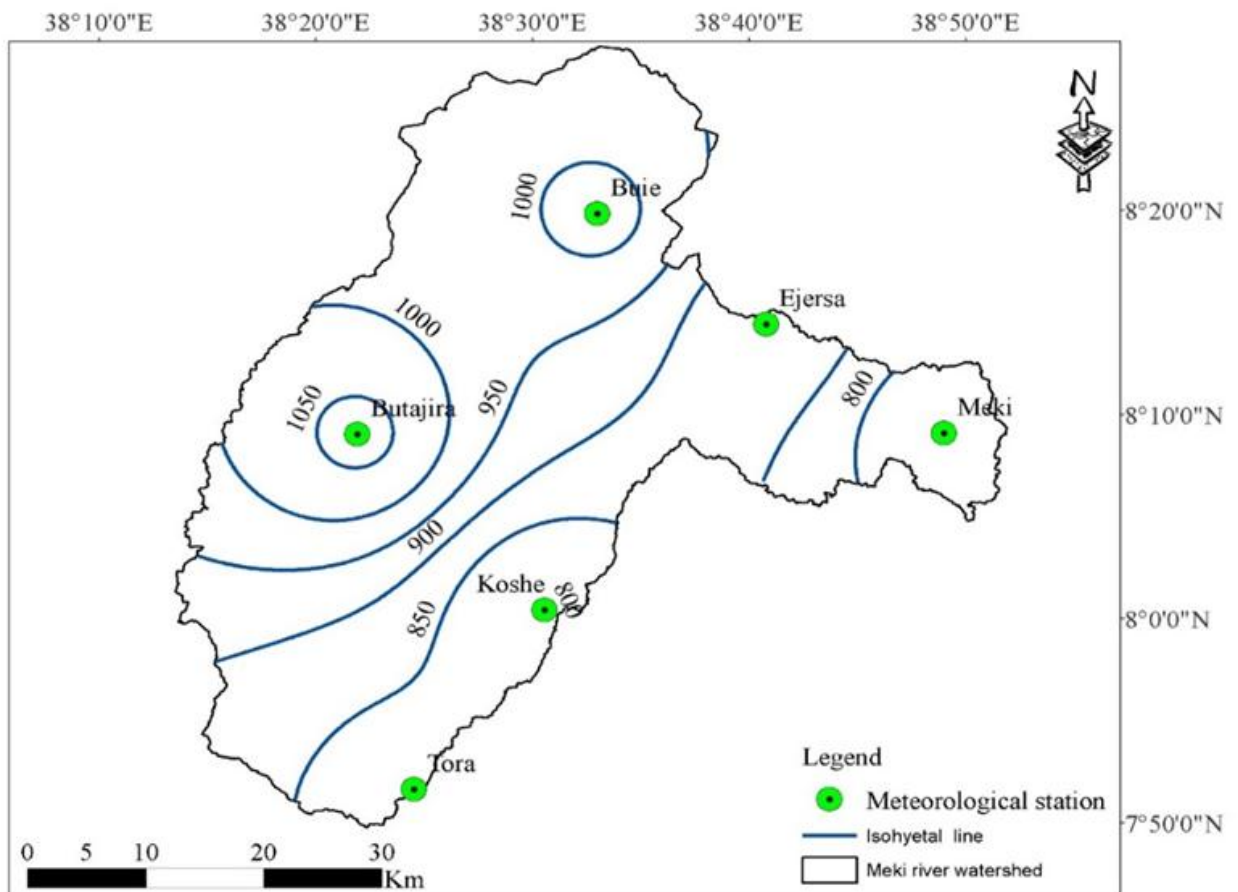 38°10'0"E 38°20'0"E 38°30'0"E 38°40'0"E 38°50'0"E
N
1000
Buie
8°20'0"N
Ejersa
1000
950
800
1050
Butajira
Meki
8°10'0"N
900
Koshe
800
850
8°0'0"N
Tora
Legend
Meteorological station
Isohyetal line
Meki river watershed
7°50'0"N
0 5 10 20 30
Km